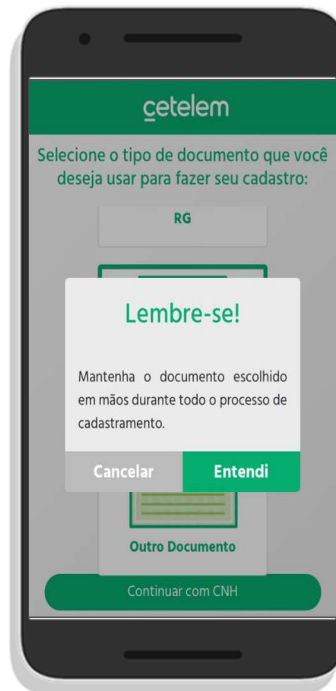 cetelem
Selecione o tipo de documento que você
deseja usar para fazer seu cadastro:
RG
Lembre-se!
Mantenha o documento escolhido
em mãos durante todo o processo de
cadastramento.
Cancelar Entendi
Outro Documento
Continuar com CNH